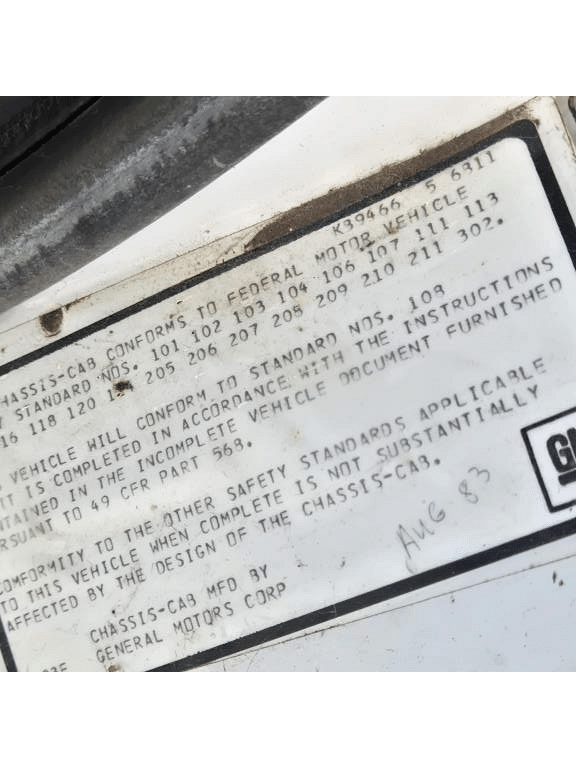 K39466 5 6311
CHASSIS-CAB CONFORMS TO FEDERAL MOTOR VEHICLE
STANDARD NOS. 101 102 103 104 106 107 111 113
116 118 120 205 206 207 208 209 210 211 302.
VEHICLE WILL CONFORM TO STANDARD NOS. 108
IT IS COMPLETED IN ACCORDANCE WITH THE INSTRUCTIONS
CONTAINED IN THE INCOMPLETE VEHICLE DOCUMENT FURNISHED
PURSUANT TO 49 CFR PART 568.
CONFORMITY TO THE OTHER SAFETY STANDARDS APPLICABLE
TO THIS VEHICLE WHEN COMPLETE IS NOT SUBSTANTIALLY
AFFECTED BY THE DESIGN OF THE CHASSIS-CAB.
AUG 83
GM
CHASSIS-CAB MFD BY
GENERAL MOTORS CORP